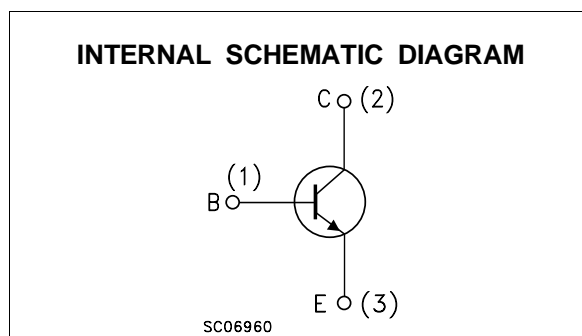 INTERNAL SCHEMATIC DIAGRAM
C (2)
(1)
B
E (3)
SC06960